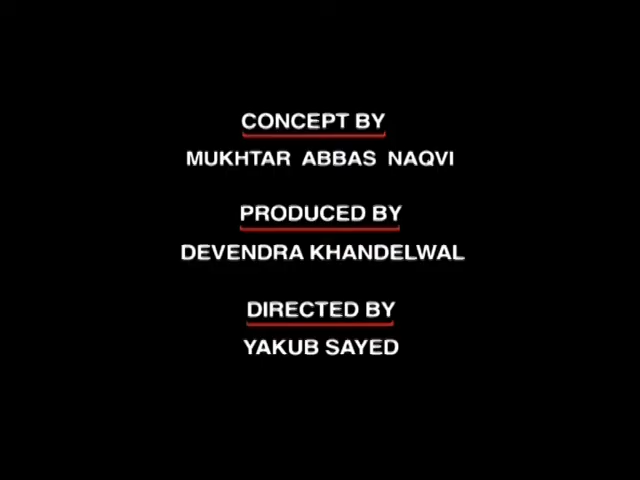 CONCEPT BY
MUKHTAR ABBAS NAQVI
PRODUCED BY
DEVENDRA KHANDELWAL
DIRECTED BY
YAKUB SAYED